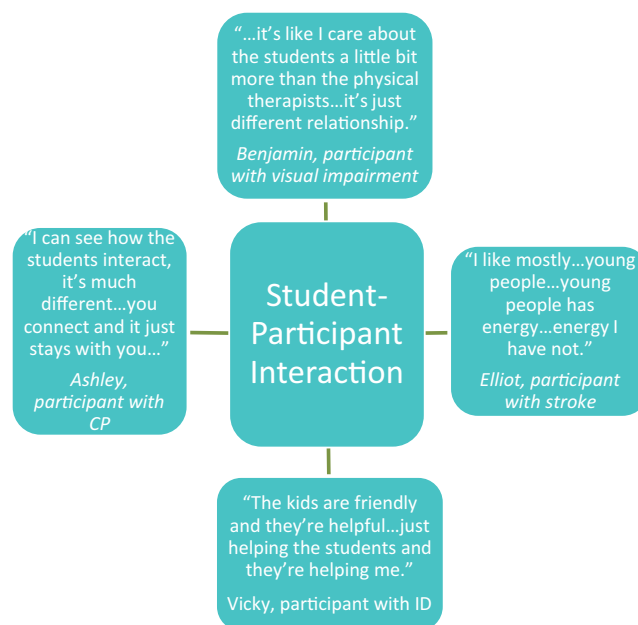 “…it’s like I care about
the students a little bit
more than the physical
therapists…it’s just
different relationship.”
Benjamin, participant
with visual impairment
“I can see how the
students interact,
it’s much
different…you
connect and it just
stays with you…”
Ashley,
participant with
CP
Student-
Participant
Interaction
“I like mostly…young
people…young
people has
energy…energy I
have not.”
Elliot, participant
with stroke
“The kids are friendly
and they’re helpful…just
helping the students and
they’re helping me.”
Vicky, participant with ID